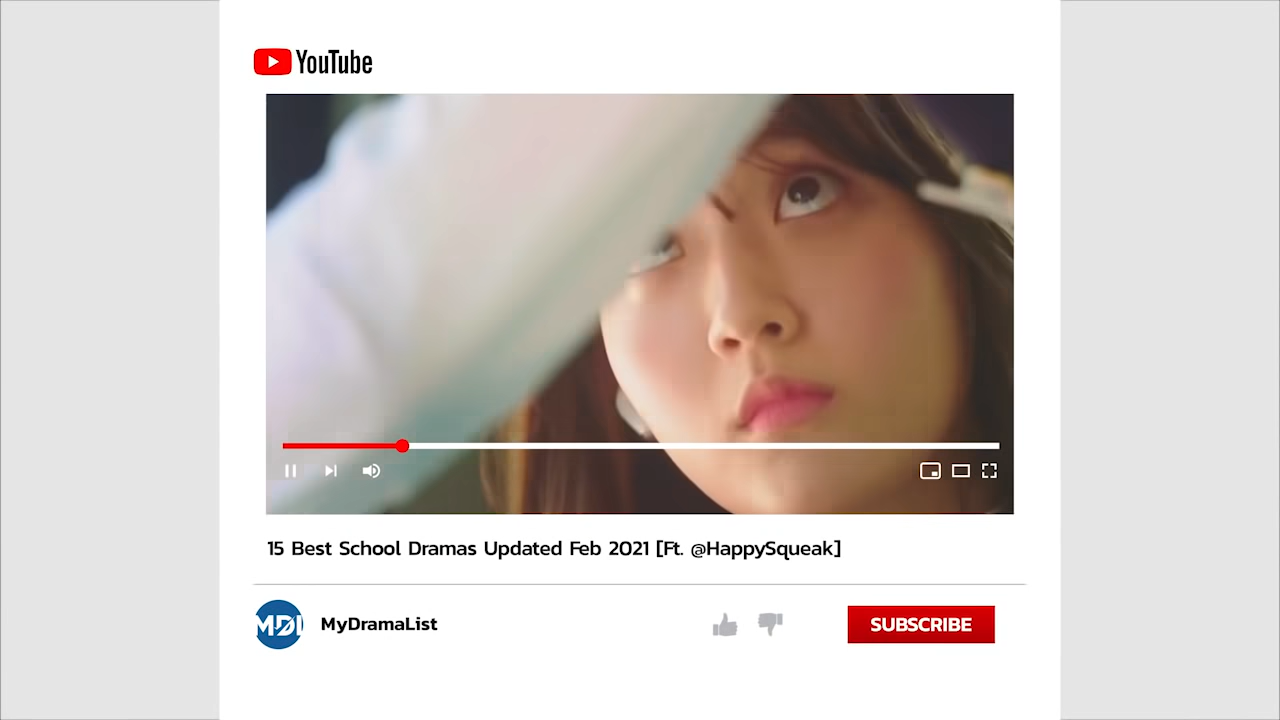 YouTube
15 Best School Dramas Updated Feb 2021 [Ft. @HappySqueak]
MDL
MyDramaList
SUBSCRIBE